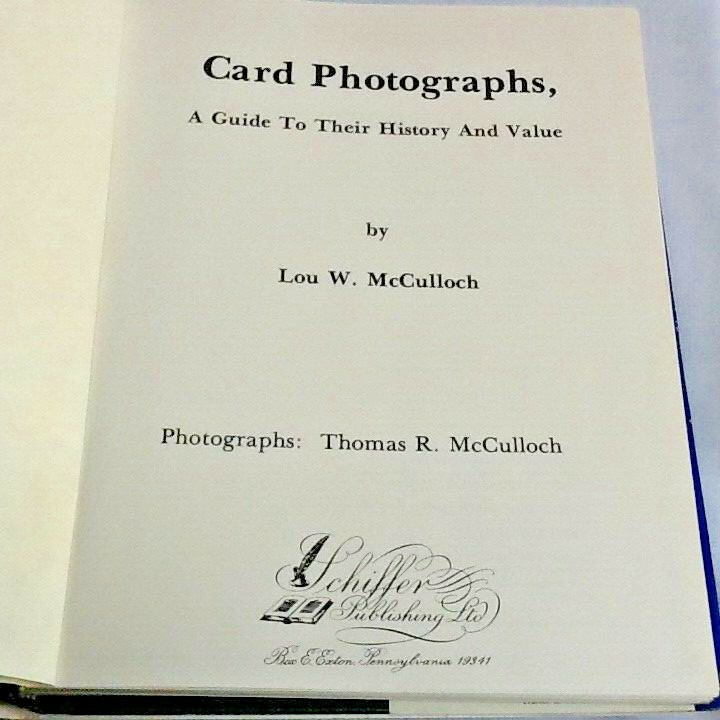 Card Photographs,
A Guide To Their History And Value
by
Lou W. McCulloch
Photographs: Thomas R. McCulloch
Schiffer
Publishing Ltd
Box E, Exton, Pennsylvania 19341